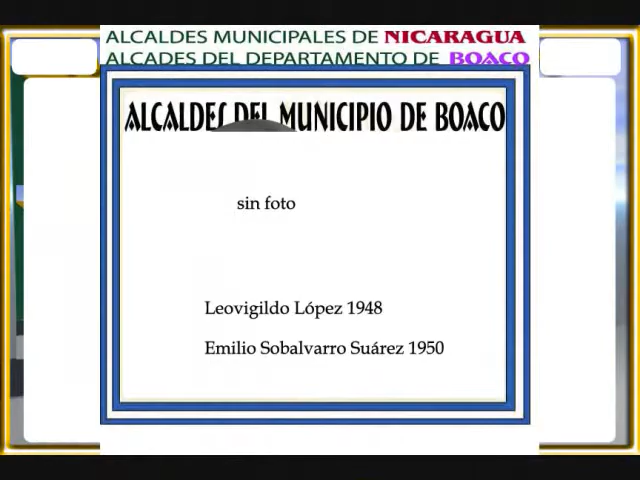 ALCALDES MUNICIPALES DE NICARAGUA
ALCADES DEL DEPARTAMENTO DE BOACO
ALCALDES DEL MUNICIPIO DE BOACO
sin foto
Leovigildo López 1948
Emilio Sobalvarro Suárez 1950